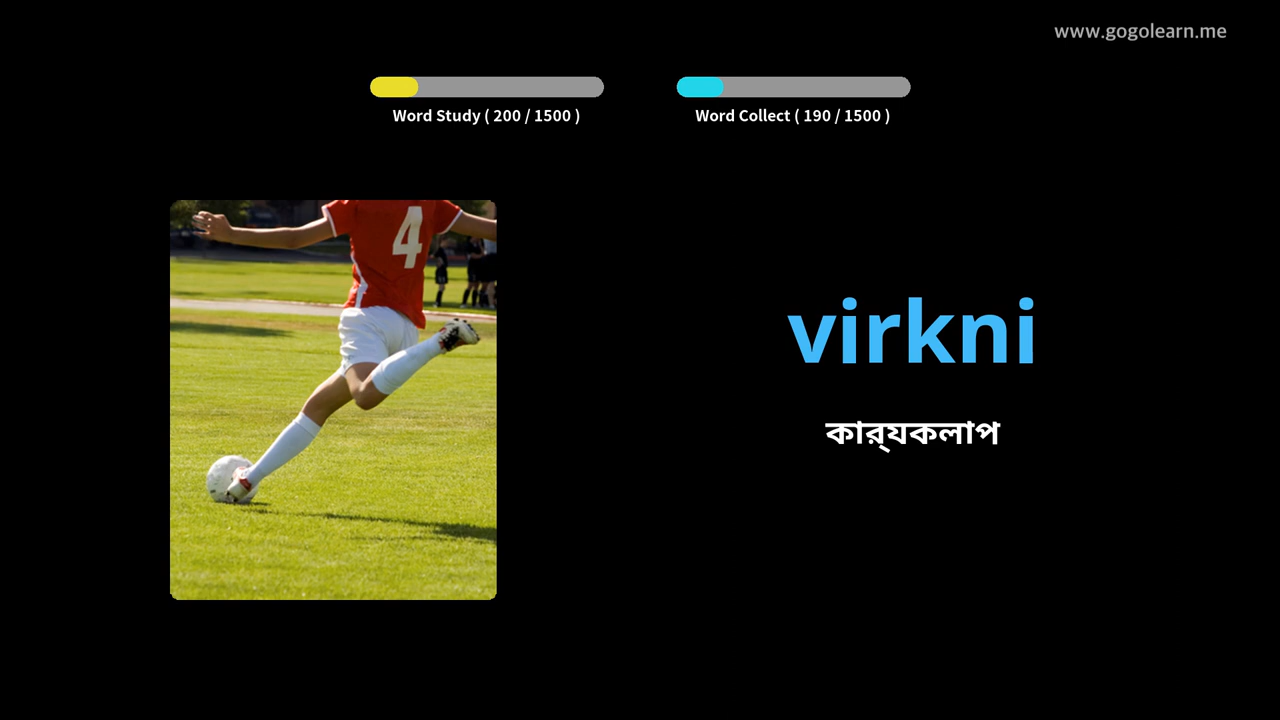 www.gogolearn.me
Word Study ( 200 / 1500 )
Word Collect ( 190 / 1500 )
4
virkni
কার্যকলাপ